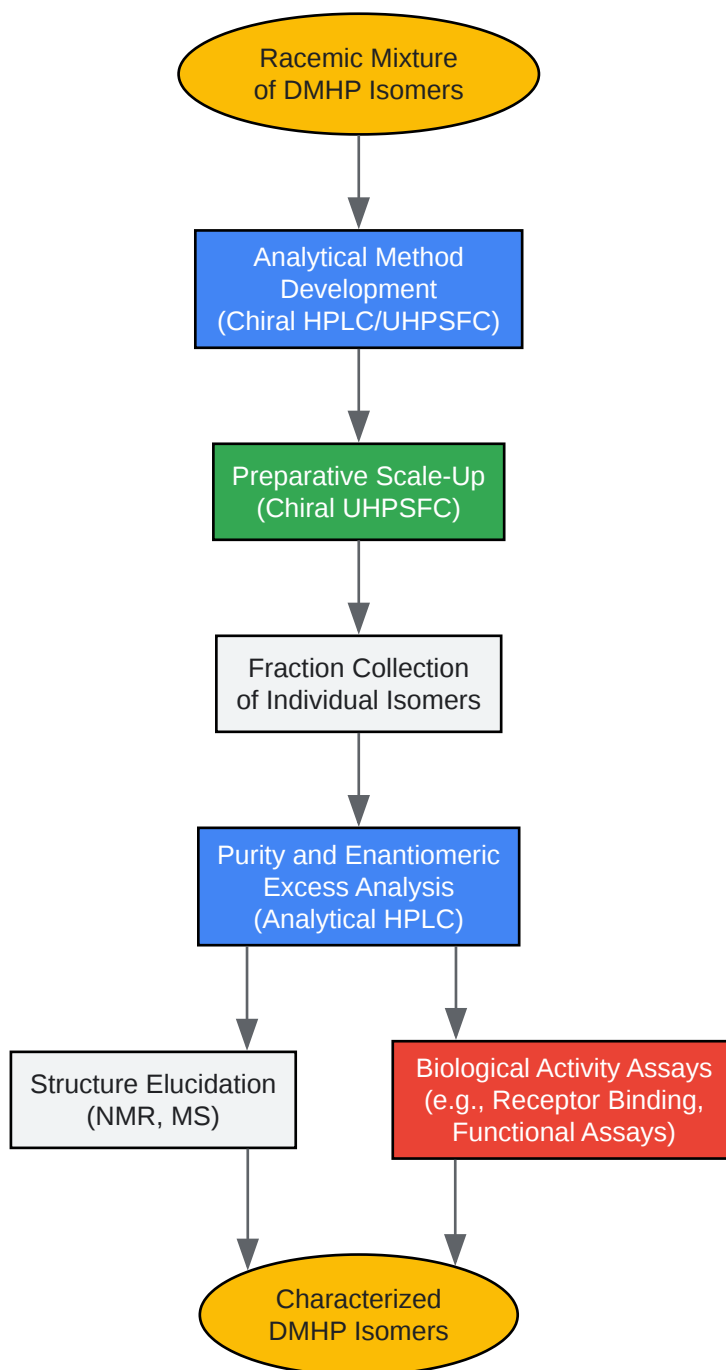 Racemic Mixture
of DMHP Isomers
Analytical Method
Development
(Chiral HPLC/UHPSFC)
Preparative Scale-Up
(Chiral UHPSFC)
Fraction Collection
of Individual Isomers
Purity and Enantiomeric
Excess Analysis
(Analytical HPLC)
Structure Elucidation
(NMR, MS)
Biological Activity Assays
(e.g., Receptor Binding,
Functional Assays)
Characterized
DMHP Isomers